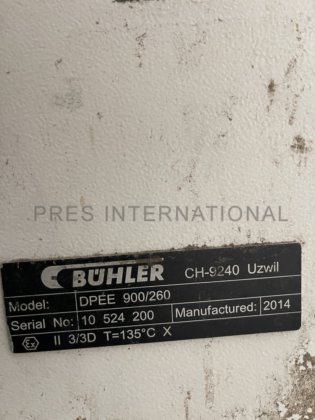 PRES INTERNATIONAL
BÜHLER CH-9240 Uzwil
Model: DPEE 900/260
Serial No: 10 524 200 Manufactured: 2014
Ex II 3/3D T=135°C X